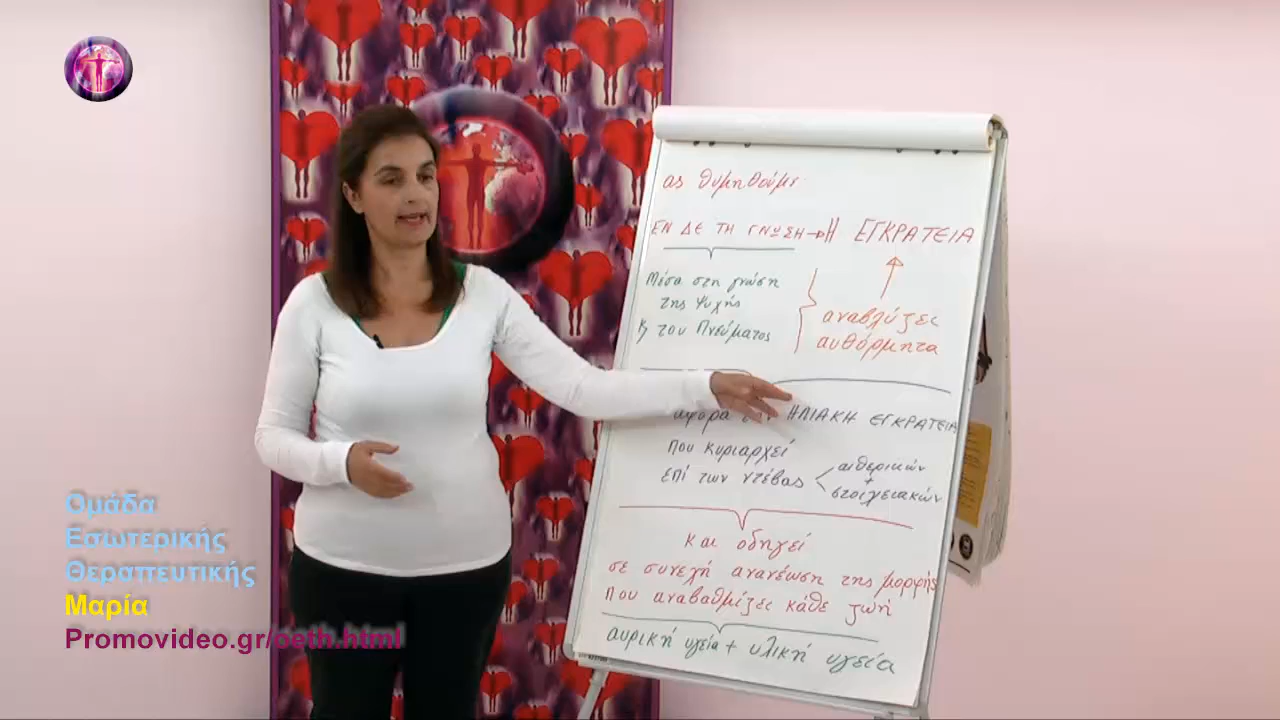 ας θυμηθούμε
ΕΝ ΔΕ ΤΗ ΓΝΩΣΗ → Η ΕΓΚΡΑΤΕΙΑ
Μέσα στη γνώση
της Ψυχής
κ του Πνεύματος
αναβλύζει
αυθόρμητα
αφορά την ΗΛΙΑΚΗ ΕΓΚΡΑΤΕΙΑ
που κυριαρχεί
επί των ντέβας
αιθερικών
+
στοιχειακών
και οδηγεί
σε συνεχή ανανέωση της μορφής
που αναβαθμίζει κάθε ζωή
αυρική υγεία + υλική υγεία
Ομάδα
Εσωτερικής
Θεραπευτικής
Μαρία
Promovideo.gr/oeth.html